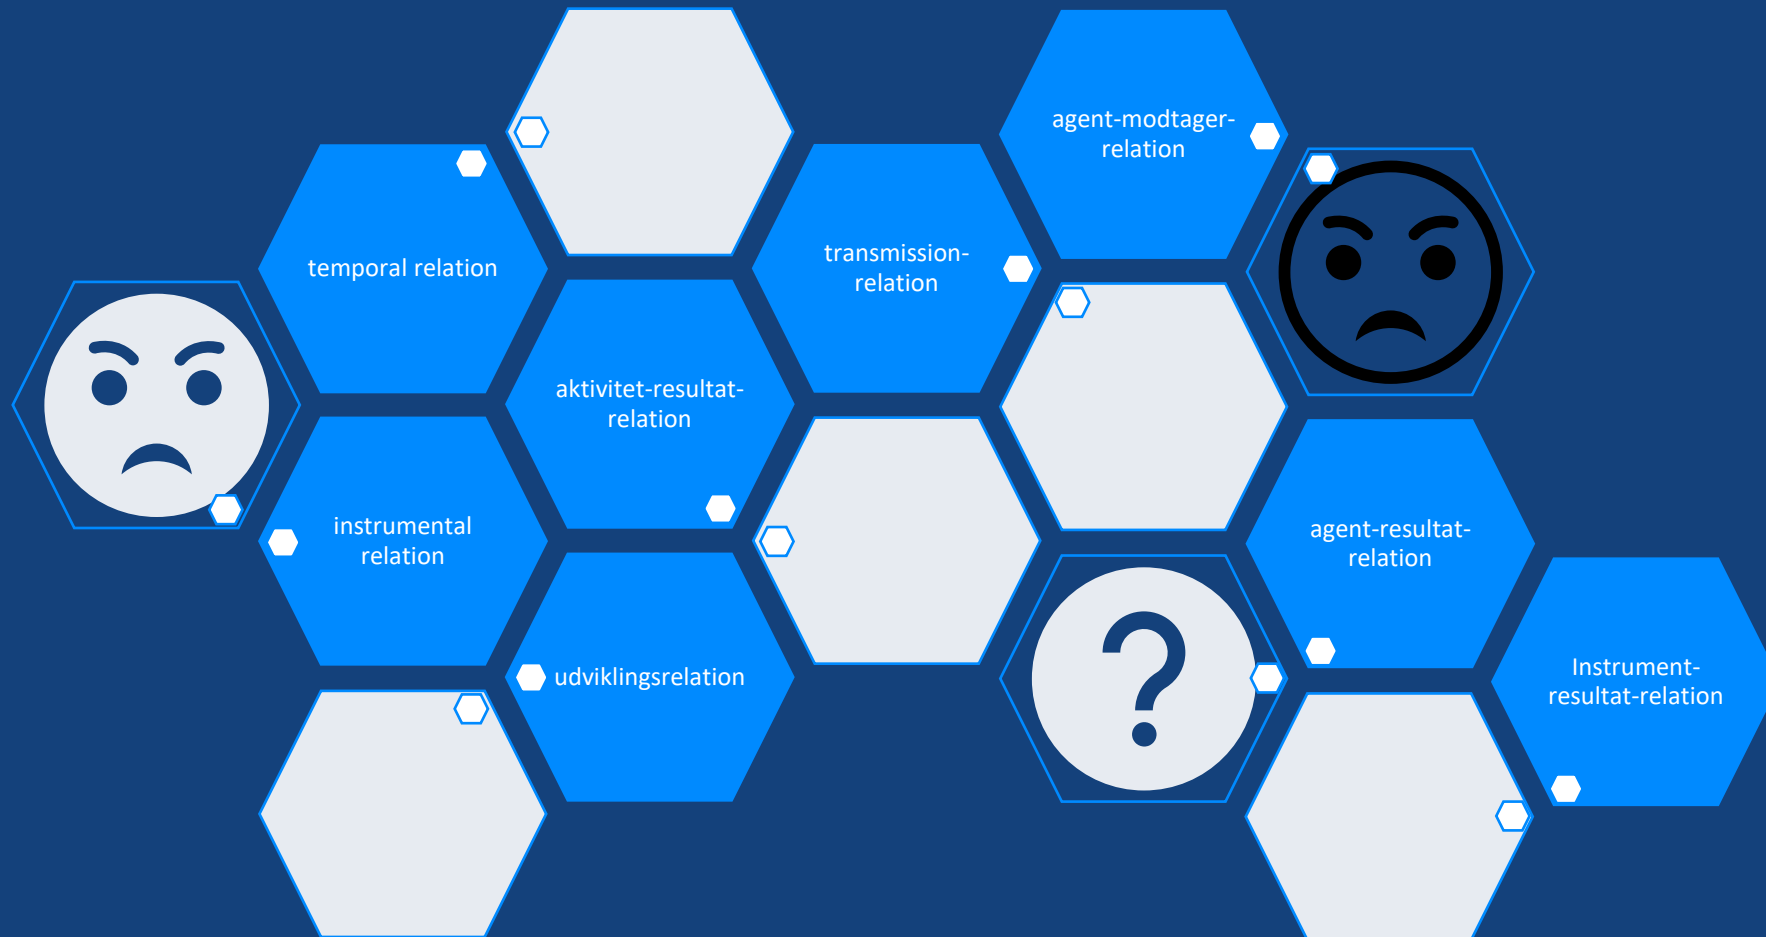 agent-modtager-
relation
transmission-
relation
temporal relation
aktivitet-resultat-
relation
instrumental
relation
agent-resultat-
relation
udviklingsrelation
Instrument-
resultat-relation
?